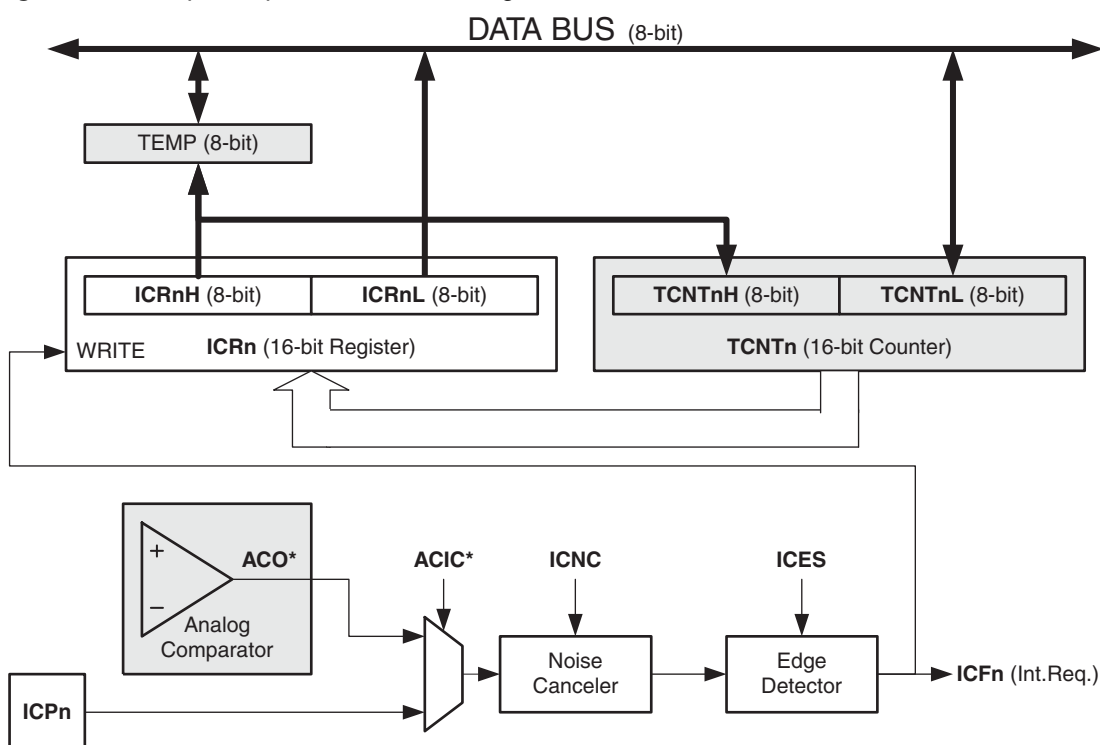 DATA BUS (8-bit)
TEMP (8-bit)
ICRnH (8-bit)
ICRnL (8-bit)
TCNTnH (8-bit)
TCNTnL (8-bit)
WRITE
ICRn (16-bit Register)
TCNTn (16-bit Counter)
+
−
ACO*
Analog
Comparator
ACIC*
ICNC
ICES
Noise
Canceler
Edge
Detector
ICFn (Int.Req.)
ICPn